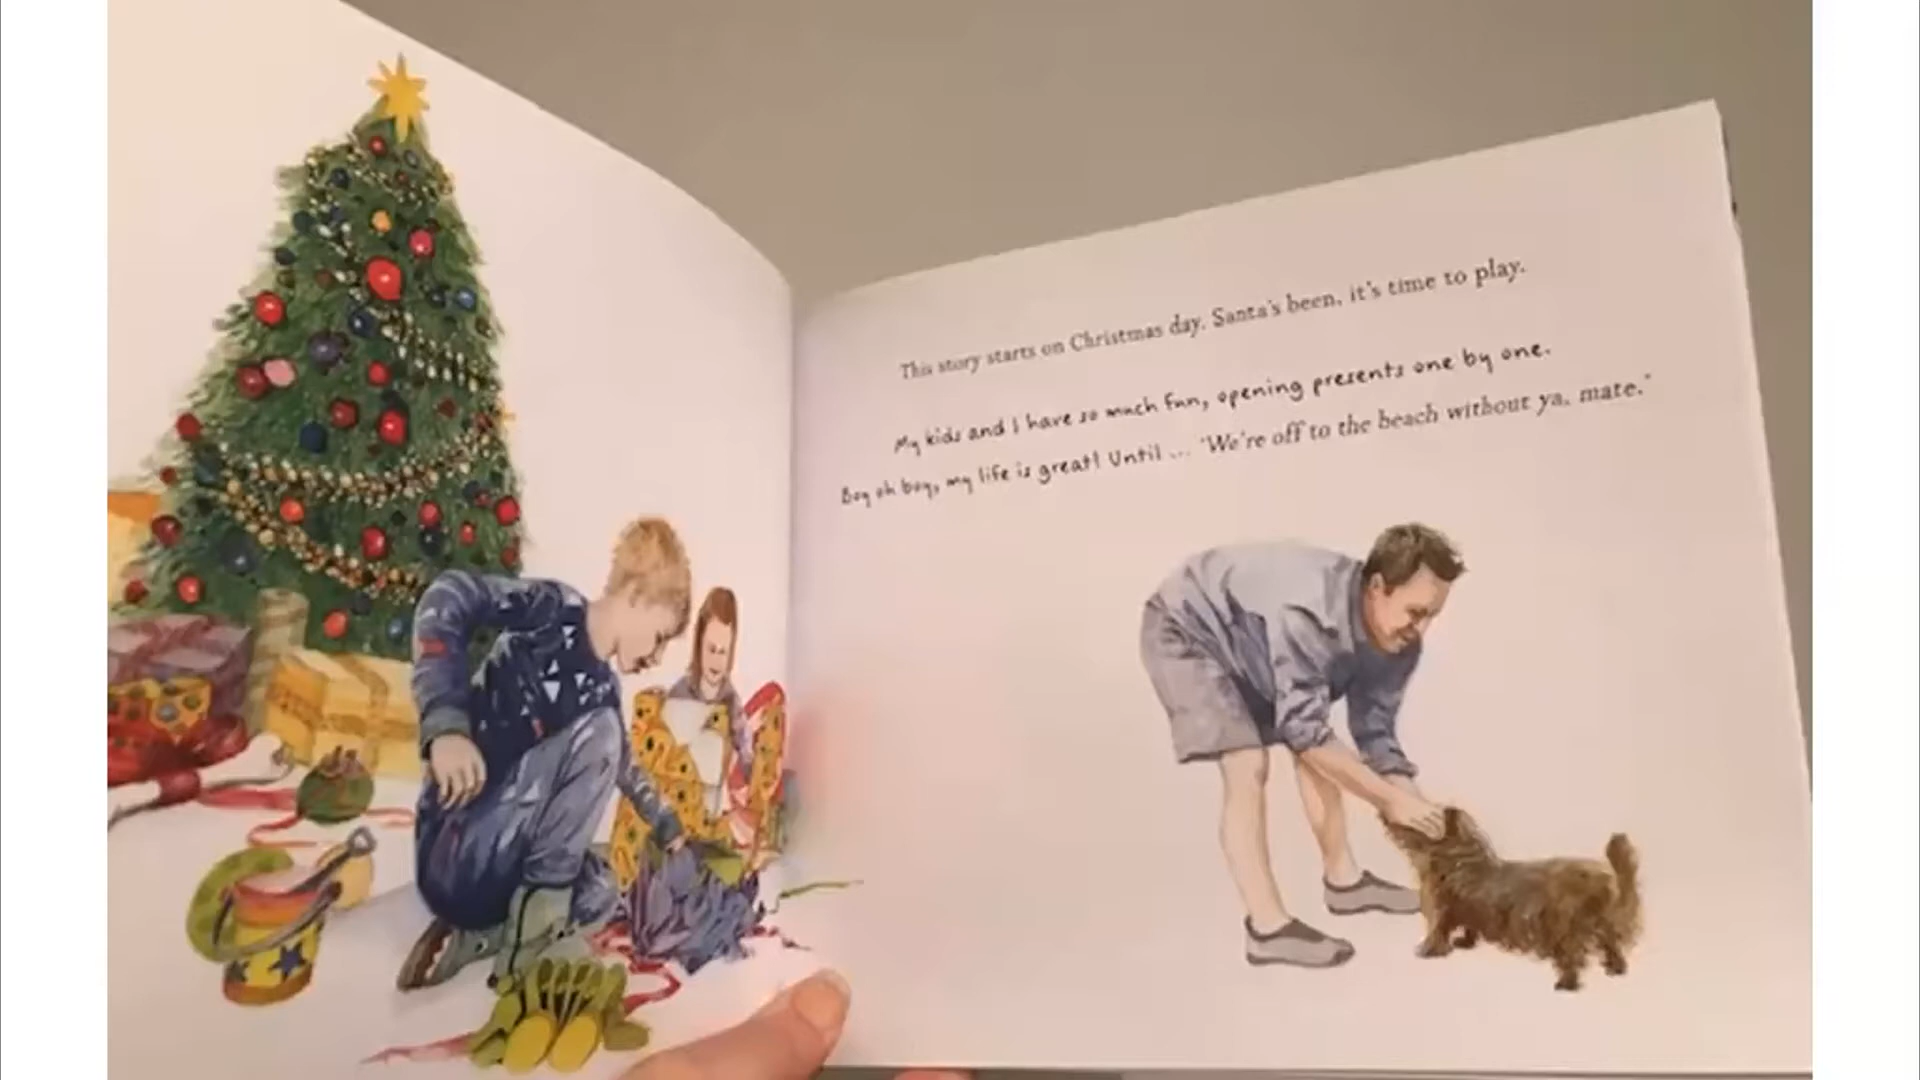 This story starts on Christmas day. Santa's been, it's time to play.
My kids and I have so much fun, opening presents one by one.
Boy oh boy, my life is great! Until ... 'We're off to the beach without ya, mate.'